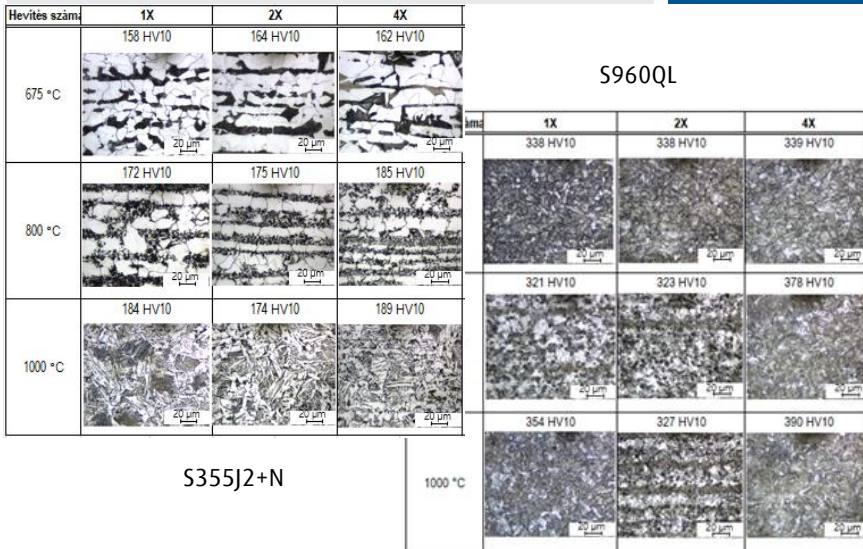 Hevítés száma 1X 2X 4X
158 HV10 164 HV10 162 HV10
675 °C
20 µm 20 µm 20 µm
172 HV10 175 HV10 185 HV10
800 °C
20 µm 20 µm 20 µm
184 HV10 174 HV10 189 HV10
1000 °C
20 µm 20 µm 20 µm
S355J2+N
S960QL
1X 2X 4X
338 HV10 338 HV10 339 HV10
20 µm 20 µm 20 µm
321 HV10 323 HV10 378 HV10
20 µm 20 µm 20 µm
354 HV10 327 HV10 390 HV10
1000 °C
20 µm 20 µm 20 µm